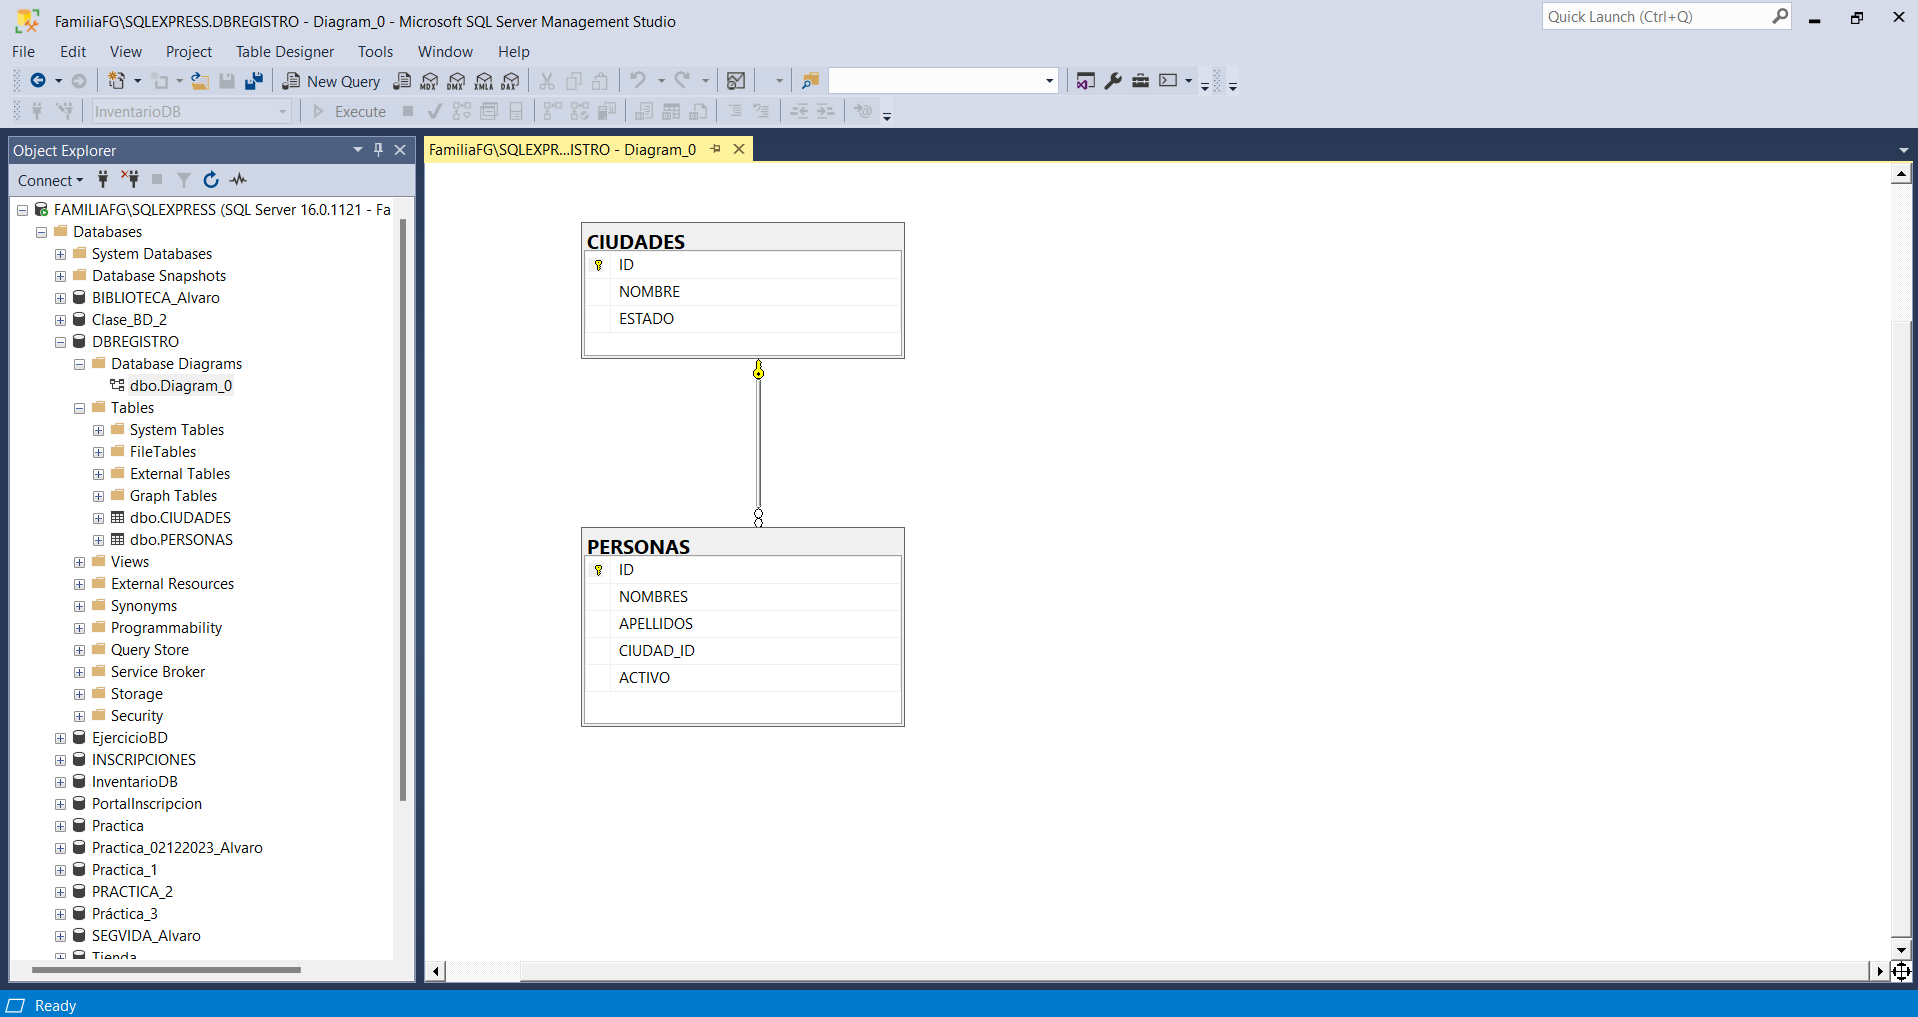 FamiliaFG\SQLEXPRESS.DBREGISTRO - Diagram_0 - Microsoft SQL Server Management Studio
Quick Launch (Ctrl+Q)
File Edit View Project Table Designer Tools Window Help
New Query MDX DMX XMLA DAX
InventarioDB Execute
Object Explorer
Connect
FAMILIAFG\SQLEXPRESS (SQL Server 16.0.1121 - Fa
Databases
System Databases
Database Snapshots
BIBLIOTECA_Alvaro
Clase_BD_2
DBREGISTRO
Database Diagrams
dbo.Diagram_0
Tables
System Tables
FileTables
External Tables
Graph Tables
dbo.CIUDADES
dbo.PERSONAS
Views
External Resources
Synonyms
Programmability
Query Store
Service Broker
Storage
Security
EjercicioBD
INSCRIPCIONES
InventarioDB
PortalInscripcion
Practica
Practica_02122023_Alvaro
Practica_1
PRACTICA_2
Práctica_3
SEGVIDA_Alvaro
Tienda
FamiliaFG\SQLEXPR...ISTRO - Diagram_0
CIUDADES
ID
NOMBRE
ESTADO
PERSONAS
ID
NOMBRES
APELLIDOS
CIUDAD_ID
ACTIVO
Ready